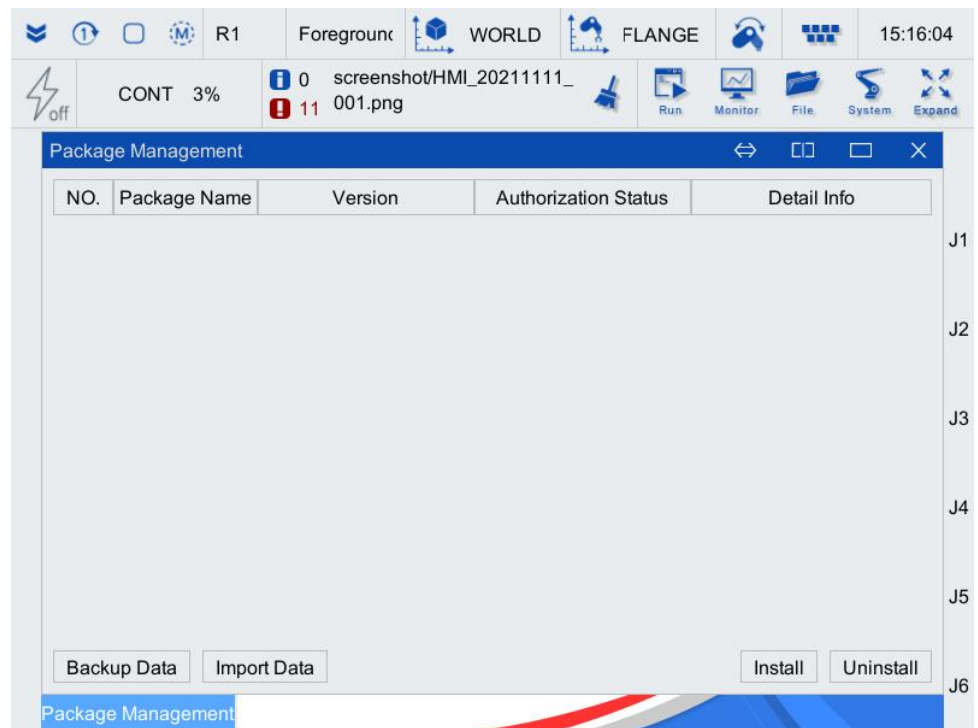 1 M R1 Foregrounc WORLD FLANGE 15:16:04
off CONT 3% i 0 screenshot/HMI_20211111_
! 11 001.png
Run Monitor File System Expand
Package Management
NO. Package Name Version Authorization Status Detail Info
J1
J2
J3
J4
J5
J6
Backup Data Import Data Install Uninstall
Package Management